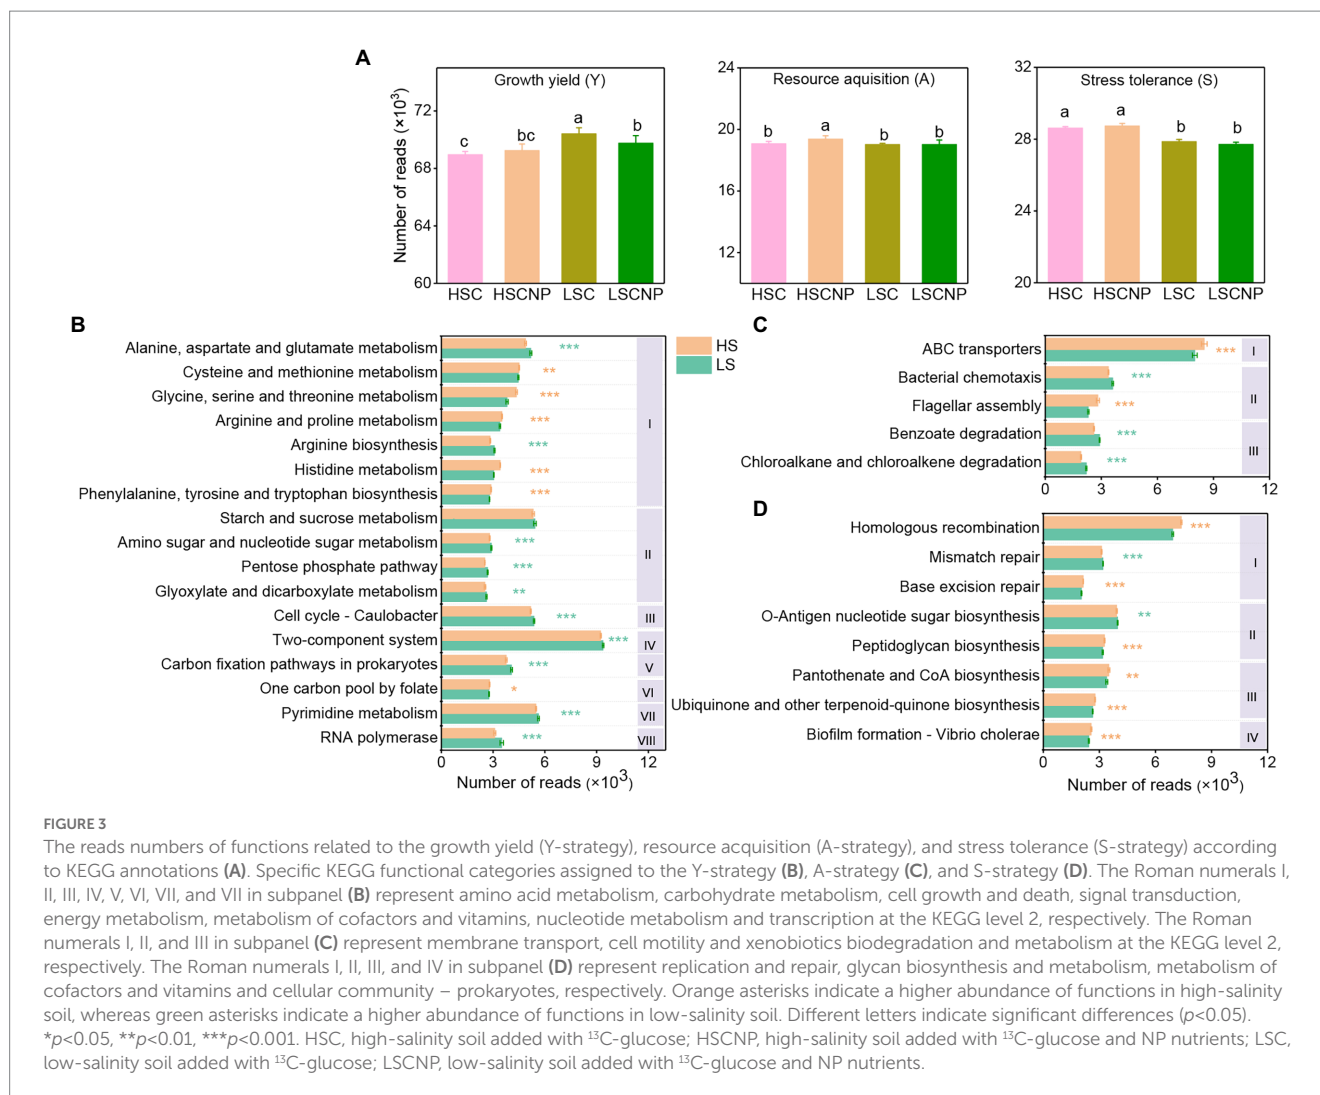 A
Growth yield (Y)
Number of reads (×10³)
72
68
64
60
c
bc
a
b
HSC HSCNP LSC LSCNP
Resource aquisition (A)
24
20
16
12
b
a
b
b
HSC HSCNP LSC LSCNP
Stress tolerance (S)
32
28
24
20
a
a
b
b
HSC HSCNP LSC LSCNP
B
Alanine, aspartate and glutamate metabolism ***
Cysteine and methionine metabolism **
Glycine, serine and threonine metabolism ***
Arginine and proline metabolism *** I
Arginine biosynthesis ***
Histidine metabolism ***
Phenylalanine, tyrosine and tryptophan biosynthesis ***
Starch and sucrose metabolism
Amino sugar and nucleotide sugar metabolism *** II
Pentose phosphate pathway ***
Glyoxylate and dicarboxylate metabolism **
Cell cycle - Caulobacter *** III
Two-component system *** IV
Carbon fixation pathways in prokaryotes *** V
One carbon pool by folate * VI
Pyrimidine metabolism *** VII
RNA polymerase *** VIII
0 3 6 9 12
Number of reads (×10³)
HS
LS
C
ABC transporters *** I
Bacterial chemotaxis *** II
Flagellar assembly ***
Benzoate degradation *** III
Chloroalkane and chloroalkene degradation ***
0 3 6 9 12
D
Homologous recombination ***
Mismatch repair *** I
Base excision repair ***
O-Antigen nucleotide sugar biosynthesis ** II
Peptidoglycan biosynthesis ***
Pantothenate and CoA biosynthesis ** III
Ubiquinone and other terpenoid-quinone biosynthesis ***
Biofilm formation - Vibrio cholerae *** IV
0 3 6 9 12
Number of reads (×10³)
FIGURE 3
The reads numbers of functions related to the growth yield (Y-strategy), resource acquisition (A-strategy), and stress tolerance (S-strategy) according
to KEGG annotations (A). Specific KEGG functional categories assigned to the Y-strategy (B), A-strategy (C), and S-strategy (D). The Roman numerals I,
II, III, IV, V, VI, VII, and VII in subpanel (B) represent amino acid metabolism, carbohydrate metabolism, cell growth and death, signal transduction,
energy metabolism, metabolism of cofactors and vitamins, nucleotide metabolism and transcription at the KEGG level 2, respectively. The Roman
numerals I, II, and III in subpanel (C) represent membrane transport, cell motility and xenobiotics biodegradation and metabolism at the KEGG level 2,
respectively. The Roman numerals I, II, III, and IV in subpanel (D) represent replication and repair, glycan biosynthesis and metabolism, metabolism of
cofactors and vitamins and cellular community – prokaryotes, respectively. Orange asterisks indicate a higher abundance of functions in high-salinity
soil, whereas green asterisks indicate a higher abundance of functions in low-salinity soil. Different letters indicate significant differences (p<0.05).
*p<0.05, **p<0.01, ***p<0.001. HSC, high-salinity soil added with ¹³C-glucose; HSCNP, high-salinity soil added with ¹³C-glucose and NP nutrients; LSC,
low-salinity soil added with ¹³C-glucose; LSCNP, low-salinity soil added with ¹³C-glucose and NP nutrients.